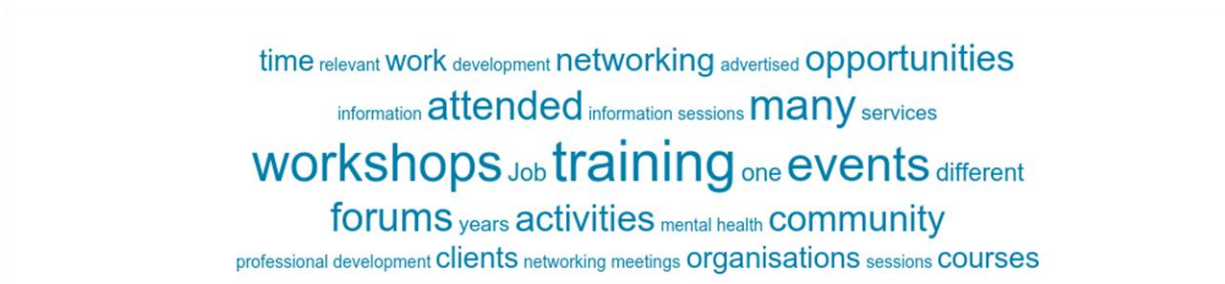 time relevant work development networking advertised opportunities
information attended information sessions many services
workshops Job training one events different
forums years activities mental health community
professional development clients networking meetings organisations sessions courses